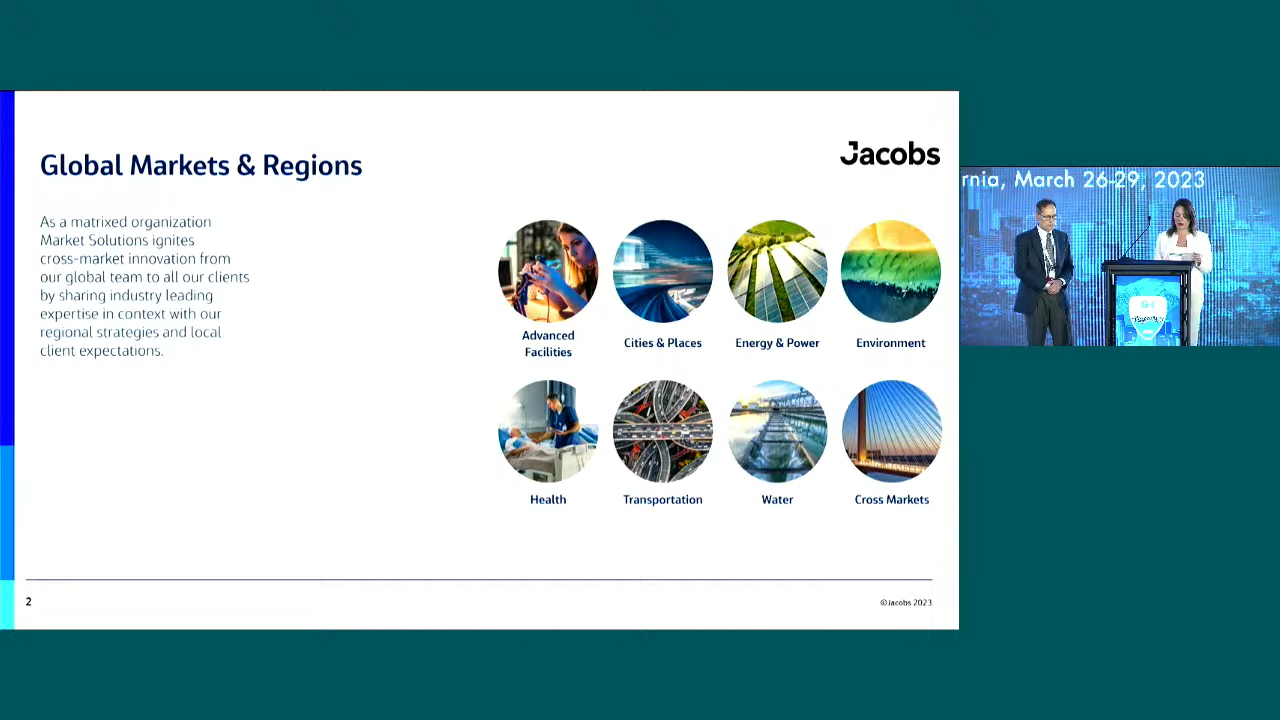 Global Markets & Regions
Jacobs
As a matrixed organization
Market Solutions ignites
cross-market innovation from
our global team to all our clients
by sharing industry leading
expertise in context with our
regional strategies and local
client expectations.
Advanced
Facilities
Cities & Places
Energy & Power
Environment
Health
Transportation
Water
Cross Markets
2
©Jacobs 2023
rnia, March 26-29, 2023